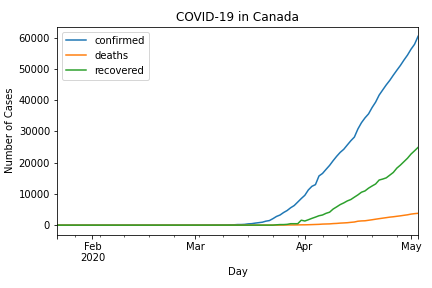 COVID-19 in Canada
confirmed
deaths
recovered
60000
50000
40000
30000
20000
10000
0
Number of Cases
Feb
2020
Mar
Apr
May
Day